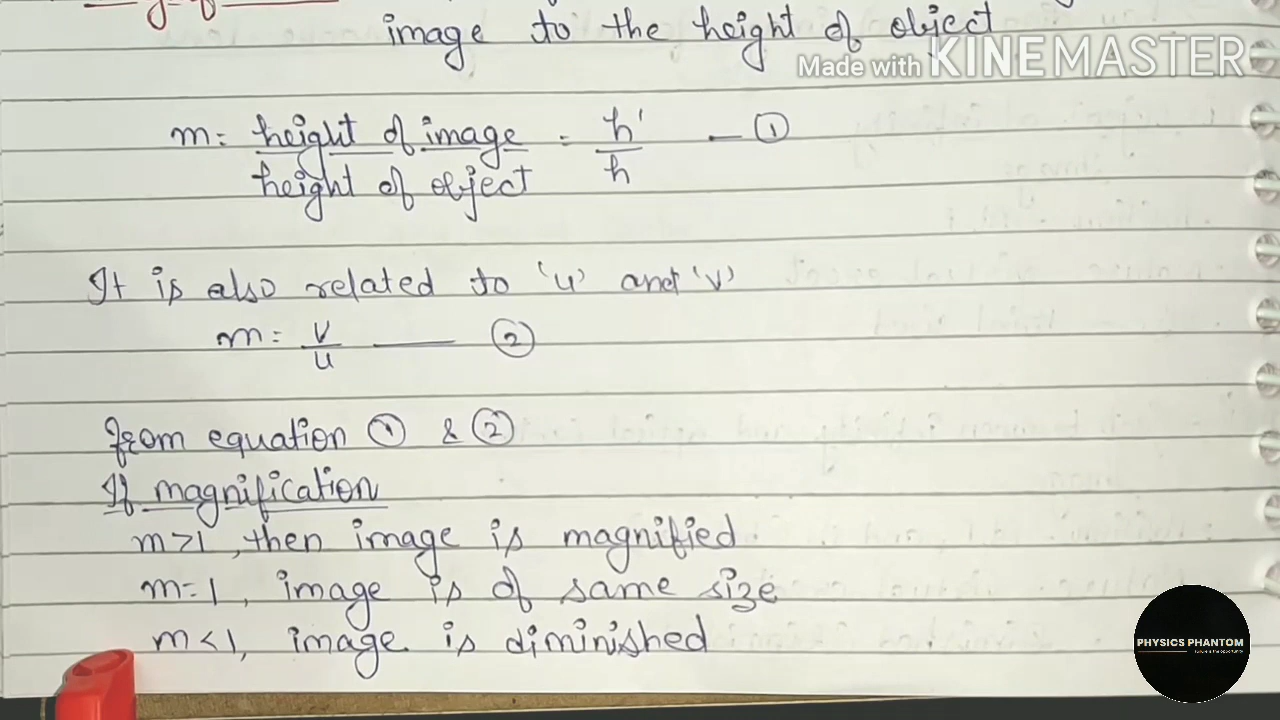 image to the height of object
Made with KINEMASTER
m = height of image / height of object = h' / h — ①
It is also related to 'u' and 'v'
m = v / u — ②
from equation ① & ②
If magnification
m>1, then image is magnified
m=1, image is of same size
m<1, image is diminished
PHYSICS PHANTOM